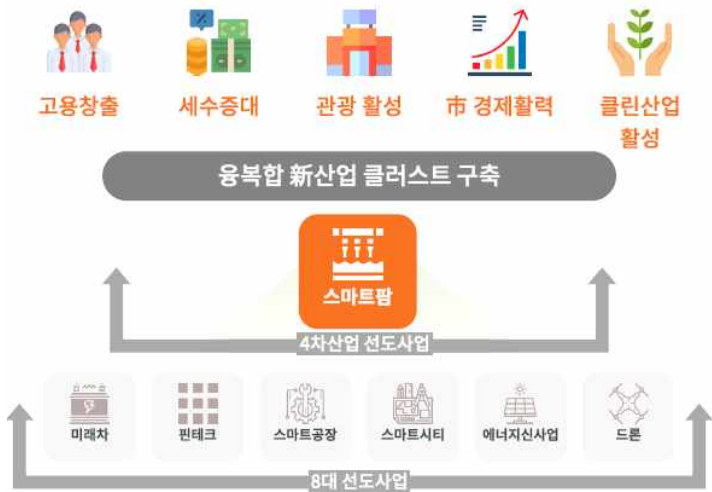 고용창출
세수증대
관광 활성
市 경제활력
클린산업
활성
융복합 新산업 클러스트 구축
스마트팜
4차산업 선도사업
미래차
핀테크
스마트공장
스마트시티
에너지신사업
드론
8대 선도사업